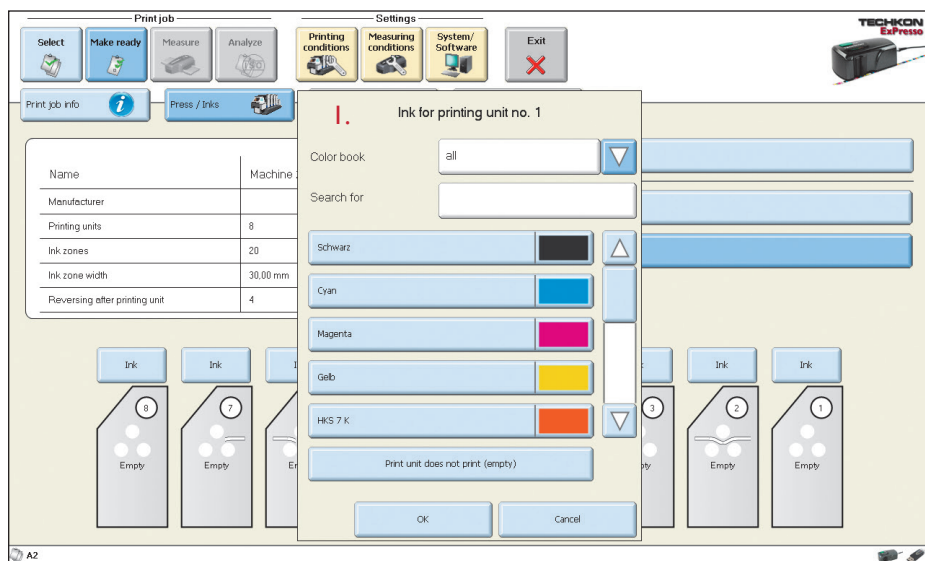 Print job
Settings
TECHKON
ExPresso
Select
Make ready
Measure
Analyze
Printing
conditions
Measuring
conditions
System/
Software
Exit
Print job info
Press / Inks
I.
Ink for printing unit no. 1
Color book
all
Search for
Name
Machine
Manufacturer
Printing units
8
Ink zones
20
Ink zone width
30,00 mm
Reversing after printing unit
4
Schwarz
Cyan
Magenta
Gelb
HKS 7 K
Print unit does not print (empty)
OK
Cancel
Ink
Ink
Ink
Ink
8
7
3
2
1
Empty
Empty
Empty
Empty
A2